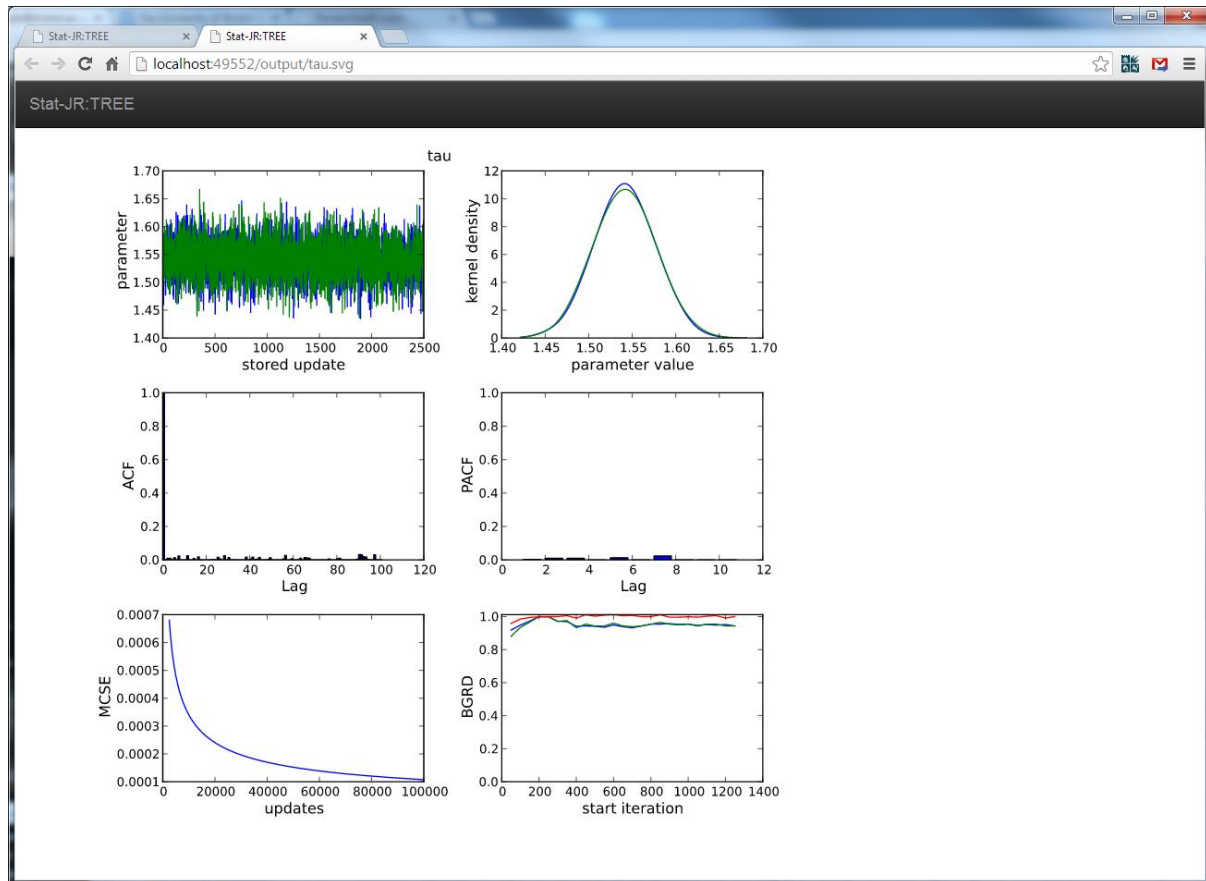 Stat-JR:TREE
Stat-JR:TREE
localhost:49552/output/tau.svg
Stat-JR:TREE
tau
1.70
1.65
1.60
1.55
1.50
1.45
1.40
parameter
0 500 1000 1500 2000 2500
stored update
12
10
8
6
4
2
0
kernel density
1.40 1.45 1.50 1.55 1.60 1.65 1.70
parameter value
1.0
0.8
0.6
0.4
0.2
0.0
ACF
0 20 40 60 80 100 120
Lag
1.0
0.8
0.6
0.4
0.2
0.0
PACF
0 2 4 6 8 10 12
Lag
0.0007
0.0006
0.0005
0.0004
0.0003
0.0002
0.0001
MCSE
0 20000 40000 60000 80000 100000
updates
1.0
0.8
0.6
0.4
0.2
0.0
BGRD
0 200 400 600 800 1000 1200 1400
start iteration